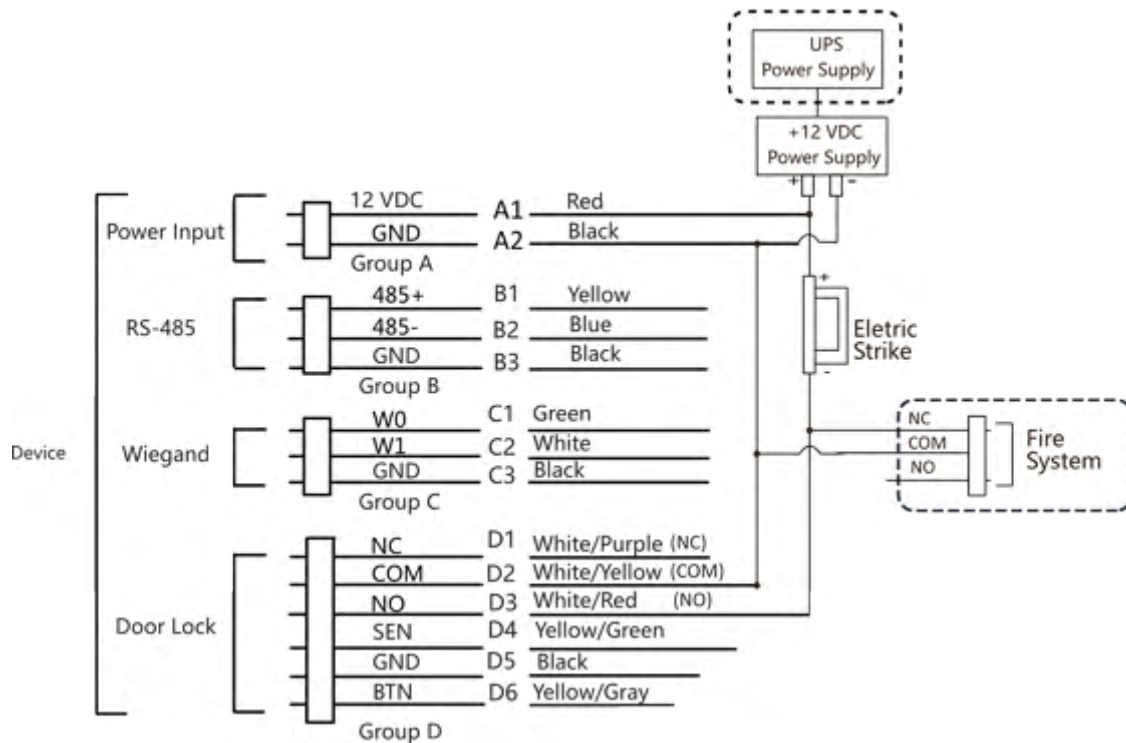 UPS
Power Supply
+12 VDC
Power Supply
+ -
12 VDC A1 Red
Power Input
GND A2 Black
Group A
+
485+ B1 Yellow
RS-485
485- B2 Blue
Eletric
Strike
GND B3 Black
-
Group B
W0 C1 Green
NC
Fire
System
Device
Wiegand
W1 C2 White
COM
GND C3 Black
NO
Group C
NC D1 White/Purple (NC)
COM D2 White/Yellow (COM)
NO D3 White/Red (NO)
Door Lock
SEN D4 Yellow/Green
GND D5 Black
BTN D6 Yellow/Gray
Group D